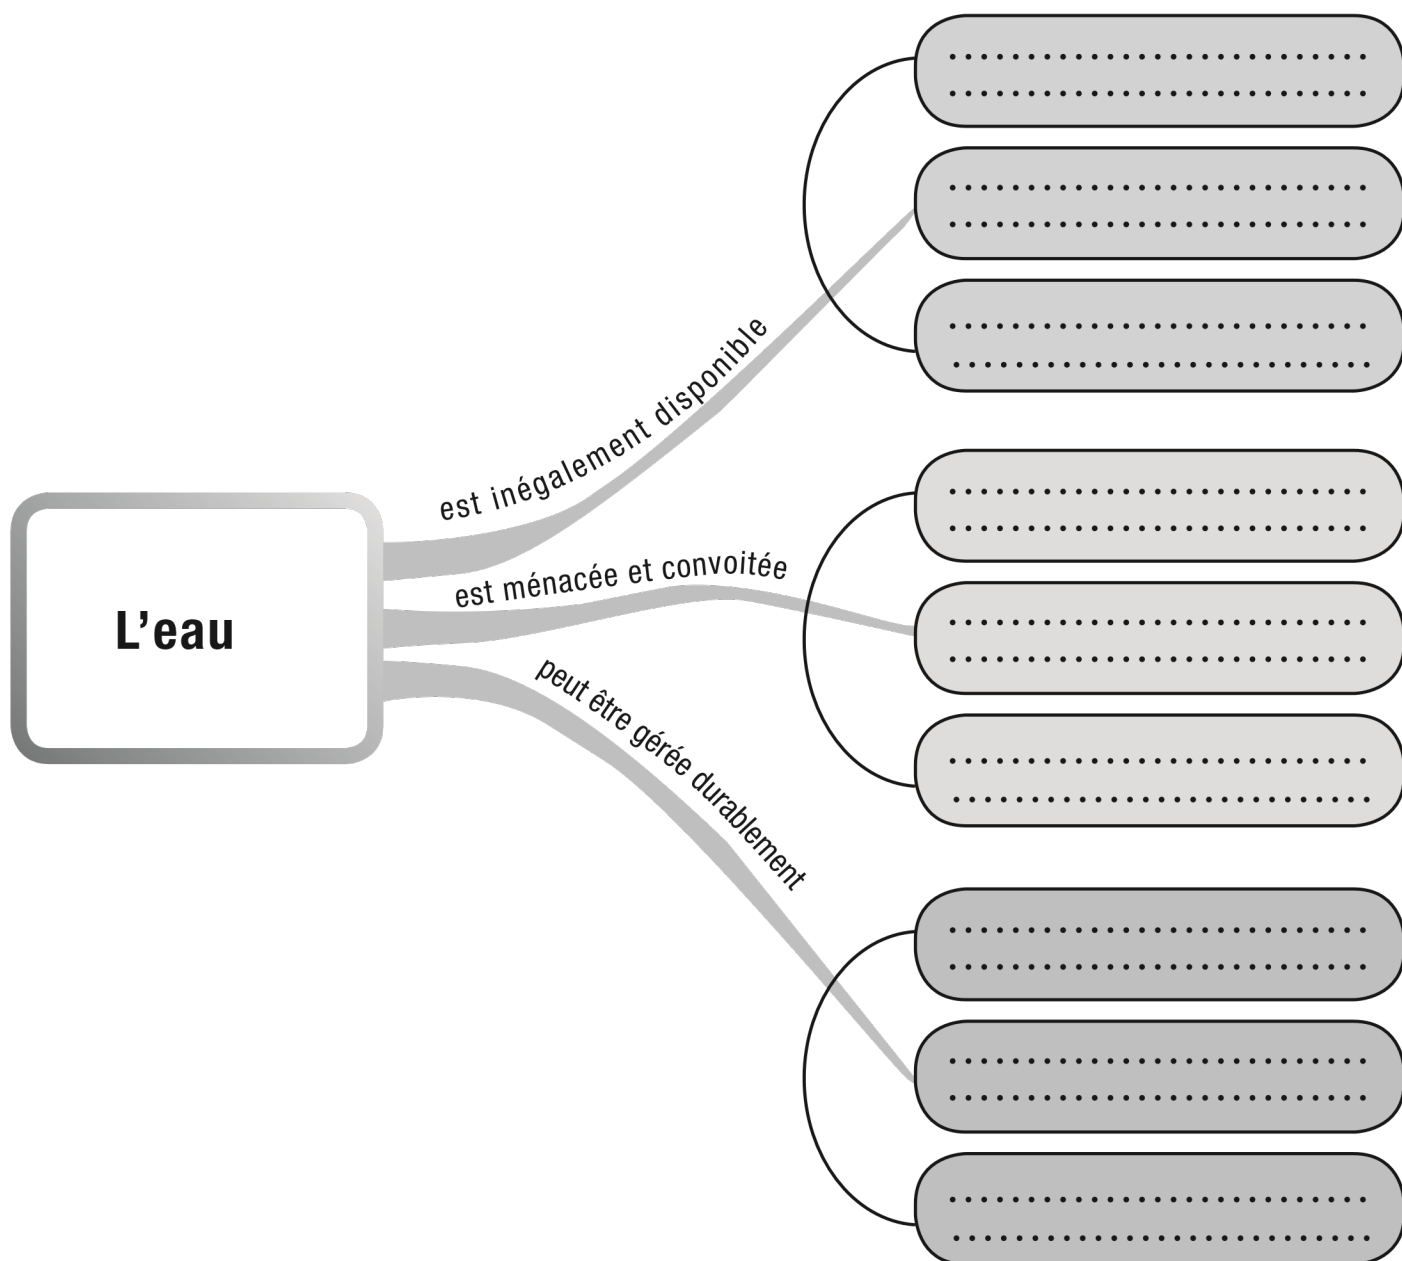 L'eau
est inégalement disponible
est ménacée et convoitée
peut être gérée durablement